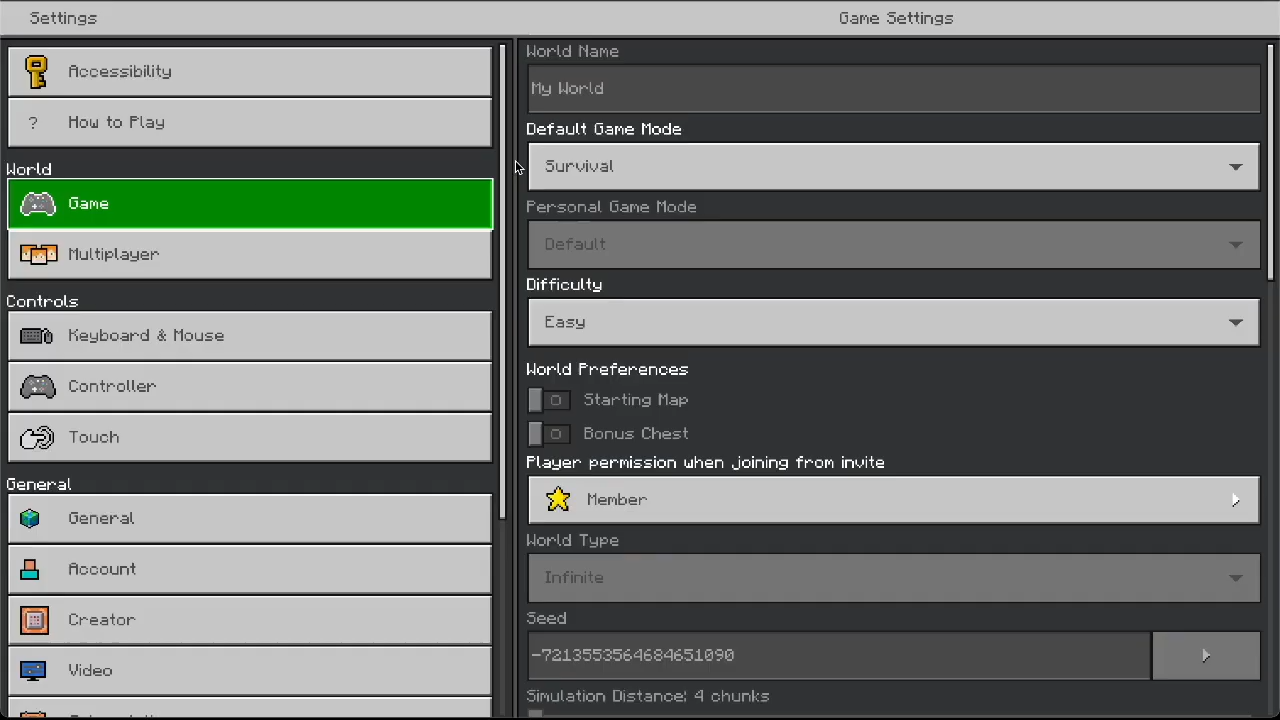 Settings
Game Settings
Accessibility
? How to Play
World
Game
Multiplayer
Controls
Keyboard & Mouse
Controller
Touch
General
General
Account
Creator
Video
World Name
My World
Default Game Mode
Survival
Personal Game Mode
Default
Difficulty
Easy
World Preferences
Starting Map
Bonus Chest
Player permission when joining from invite
Member
World Type
Infinite
Seed
-7213553564684651090
Simulation Distance: 4 chunks